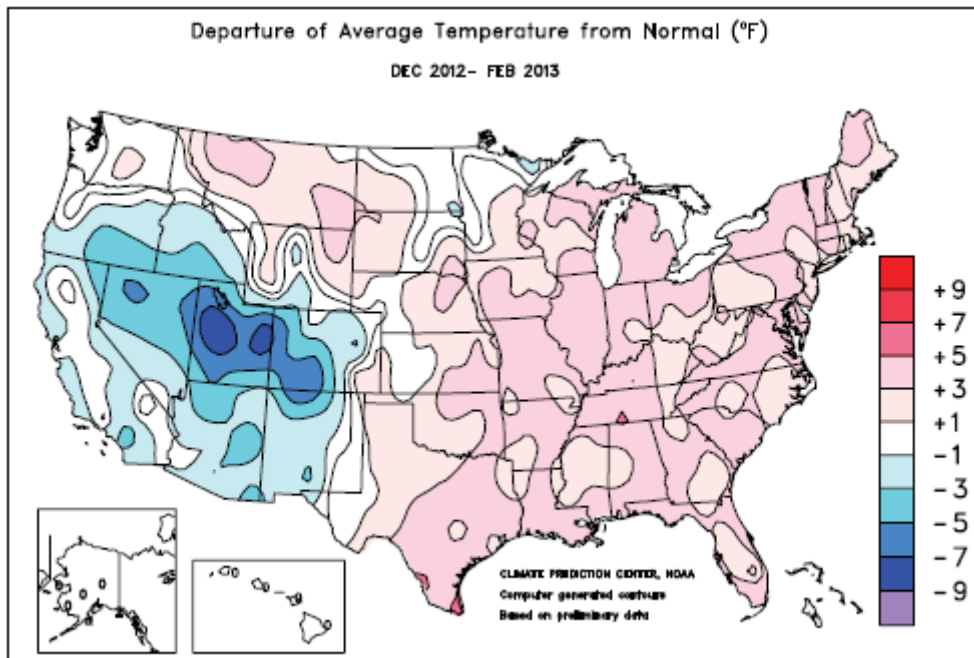 Departure of Average Temperature from Normal (°F)
DEC 2012- FEB 2013
+9
+7
+5
+3
+1
-1
-3
-5
-7
-9
CLIMATE PREDICTION CENTER, NOAA
Computer generated contours
Based on preliminary data